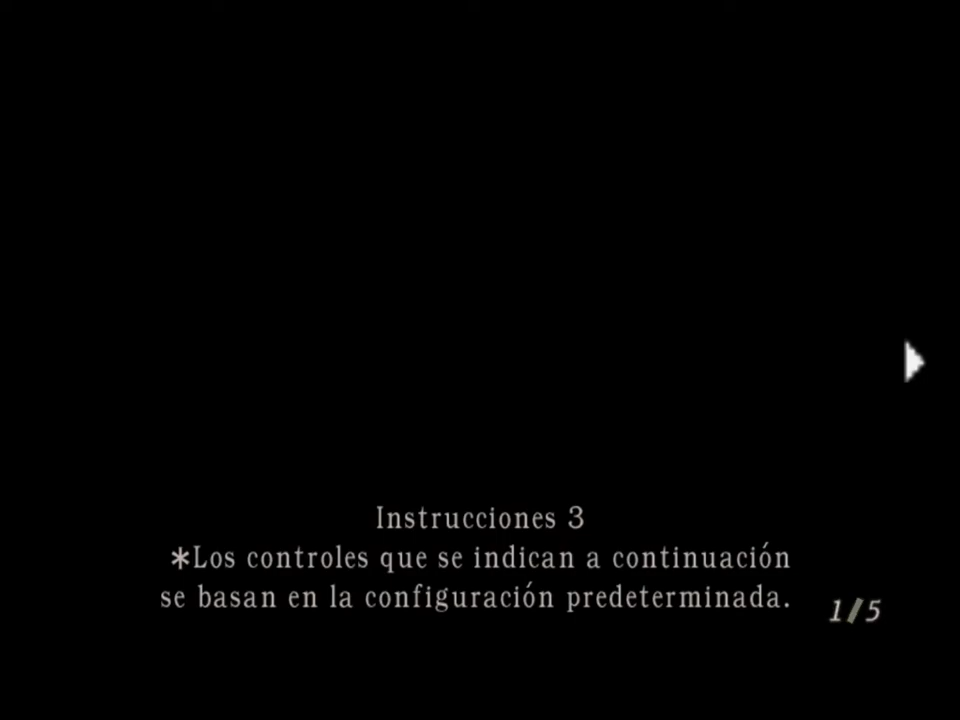 Instrucciones 3
*Los controles que se indican a continuación
se basan en la configuración predeterminada.
1/5